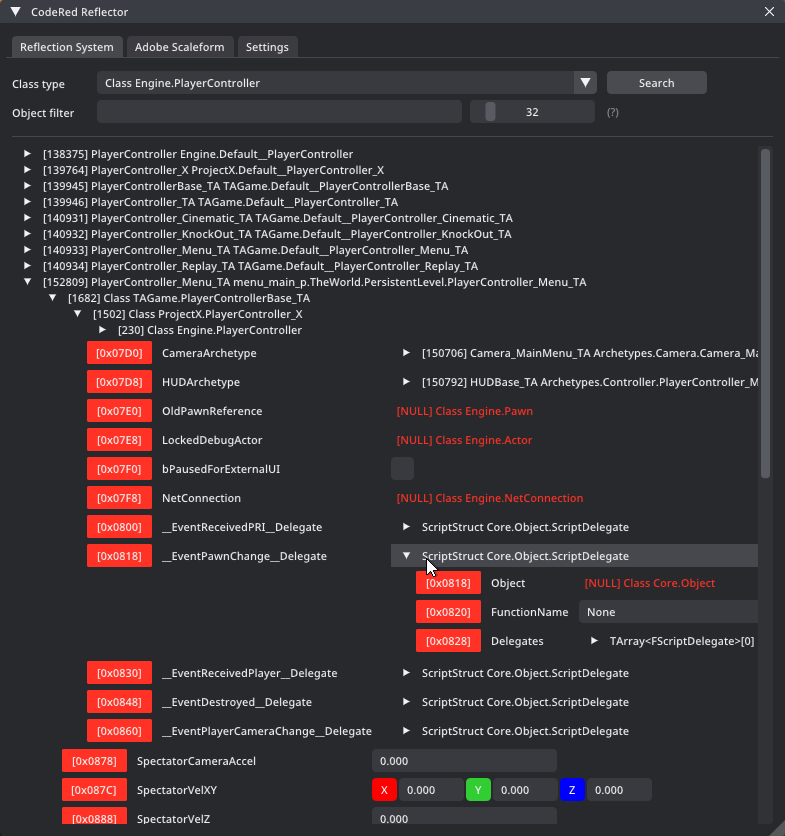 CodeRed Reflector
Reflection System Adobe Scaleform Settings
Class type Class Engine.PlayerController Search
Object filter 32 (?)
[138375] PlayerController Engine.Default__PlayerController
[139764] PlayerController_X ProjectX.Default__PlayerController_X
[139945] PlayerControllerBase_TA TAGame.Default__PlayerControllerBase_TA
[139946] PlayerController_TA TAGame.Default__PlayerController_TA
[140931] PlayerController_Cinematic_TA TAGame.Default__PlayerController_Cinematic_TA
[140932] PlayerController_KnockOut_TA TAGame.Default__PlayerController_KnockOut_TA
[140933] PlayerController_Menu_TA TAGame.Default__PlayerController_Menu_TA
[140934] PlayerController_Replay_TA TAGame.Default__PlayerController_Replay_TA
[152809] PlayerController_Menu_TA menu_main_p.TheWorld.PersistentLevel.PlayerController_Menu_TA
[1682] Class TAGame.PlayerControllerBase_TA
[1502] Class ProjectX.PlayerController_X
[230] Class Engine.PlayerController
[0x07D0] CameraArchetype [150706] Camera_MainMenu_TA Archetypes.Camera.Camera_Ma
[0x07D8] HUDArchetype [150792] HUDBase_TA Archetypes.Controller.PlayerController_M
[0x07E0] OldPawnReference [NULL] Class Engine.Pawn
[0x07E8] LockedDebugActor [NULL] Class Engine.Actor
[0x07F0] bPausedForExternalUI
[0x07F8] NetConnection [NULL] Class Engine.NetConnection
[0x0800] __EventReceivedPRI__Delegate ScriptStruct Core.Object.ScriptDelegate
[0x0818] __EventPawnChange__Delegate ScriptStruct Core.Object.ScriptDelegate
[0x0818] Object [NULL] Class Core.Object
[0x0820] FunctionName None
[0x0828] Delegates TArray<FScriptDelegate>[0]
[0x0830] __EventReceivedPlayer__Delegate ScriptStruct Core.Object.ScriptDelegate
[0x0848] __EventDestroyed__Delegate ScriptStruct Core.Object.ScriptDelegate
[0x0860] __EventPlayerCameraChange__Delegate ScriptStruct Core.Object.ScriptDelegate
[0x0878] SpectatorCameraAccel 0.000
[0x087C] SpectatorVelXY X 0.000 Y 0.000 Z 0.000
[0x0888] SpectatorVelZ 0.000